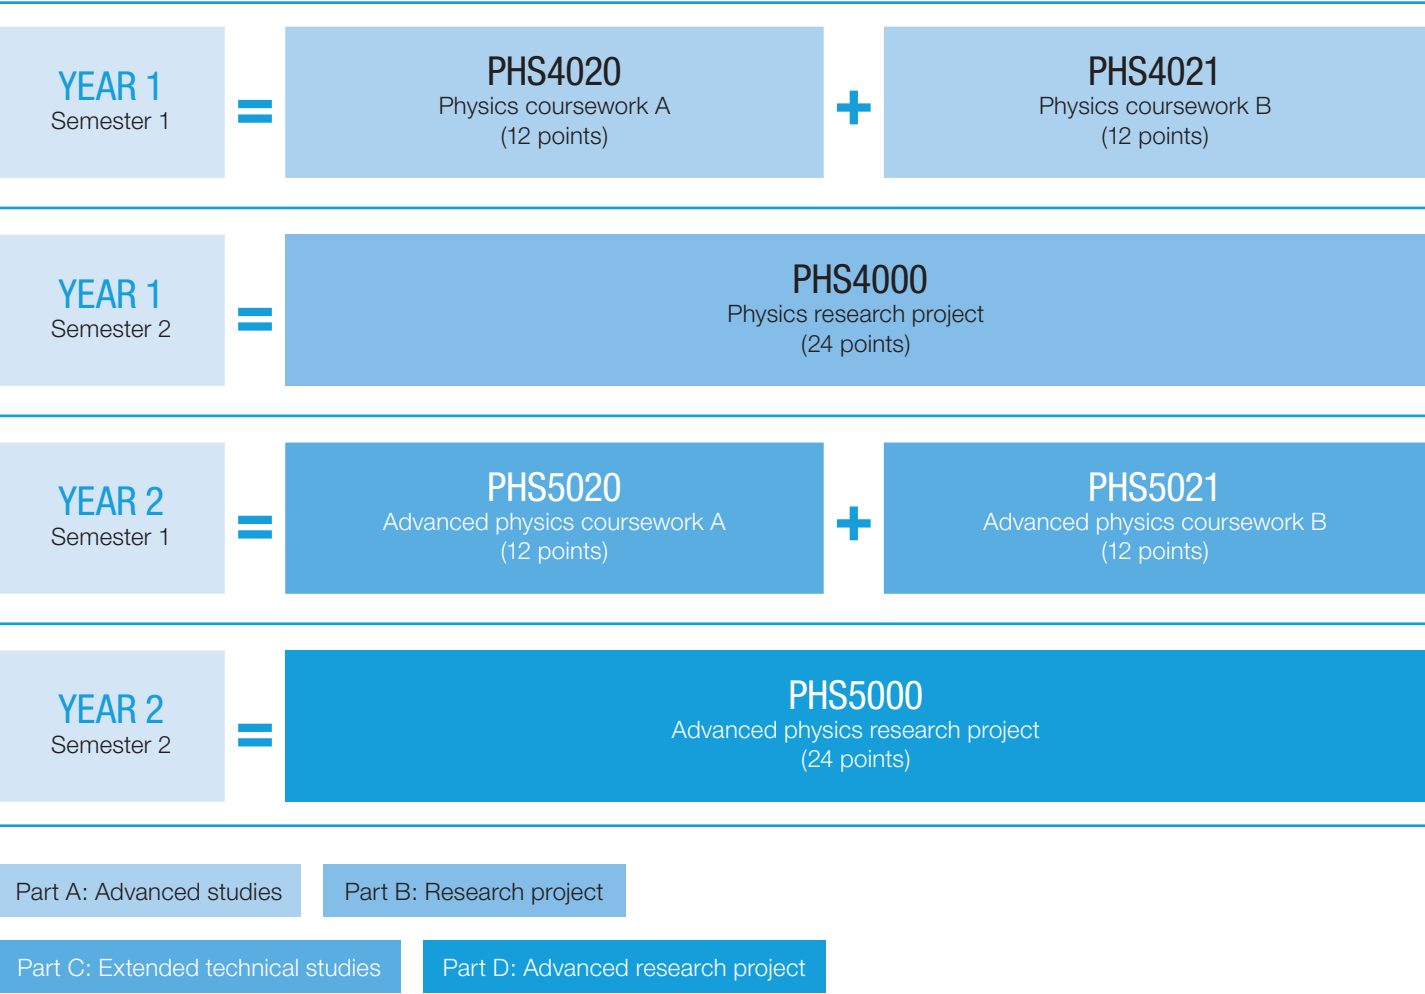 YEAR 1
Semester 1
=
PHS4020
Physics coursework A
(12 points)
+
PHS4021
Physics coursework B
(12 points)
YEAR 1
Semester 2
=
PHS4000
Physics research project
(24 points)
YEAR 2
Semester 1
=
PHS5020
Advanced physics coursework A
(12 points)
+
PHS5021
Advanced physics coursework B
(12 points)
YEAR 2
Semester 2
=
PHS5000
Advanced physics research project
(24 points)
Part A: Advanced studies
Part B: Research project
Part C: Extended technical studies
Part D: Advanced research project